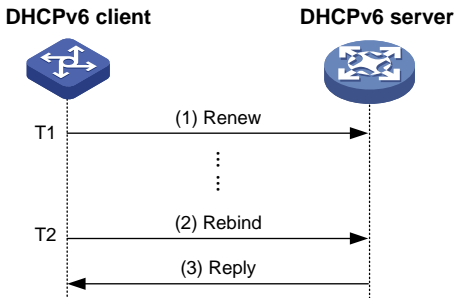 DHCPv6 client
DHCPv6 server
T1
(1) Renew
T2
(2) Rebind
(3) Reply